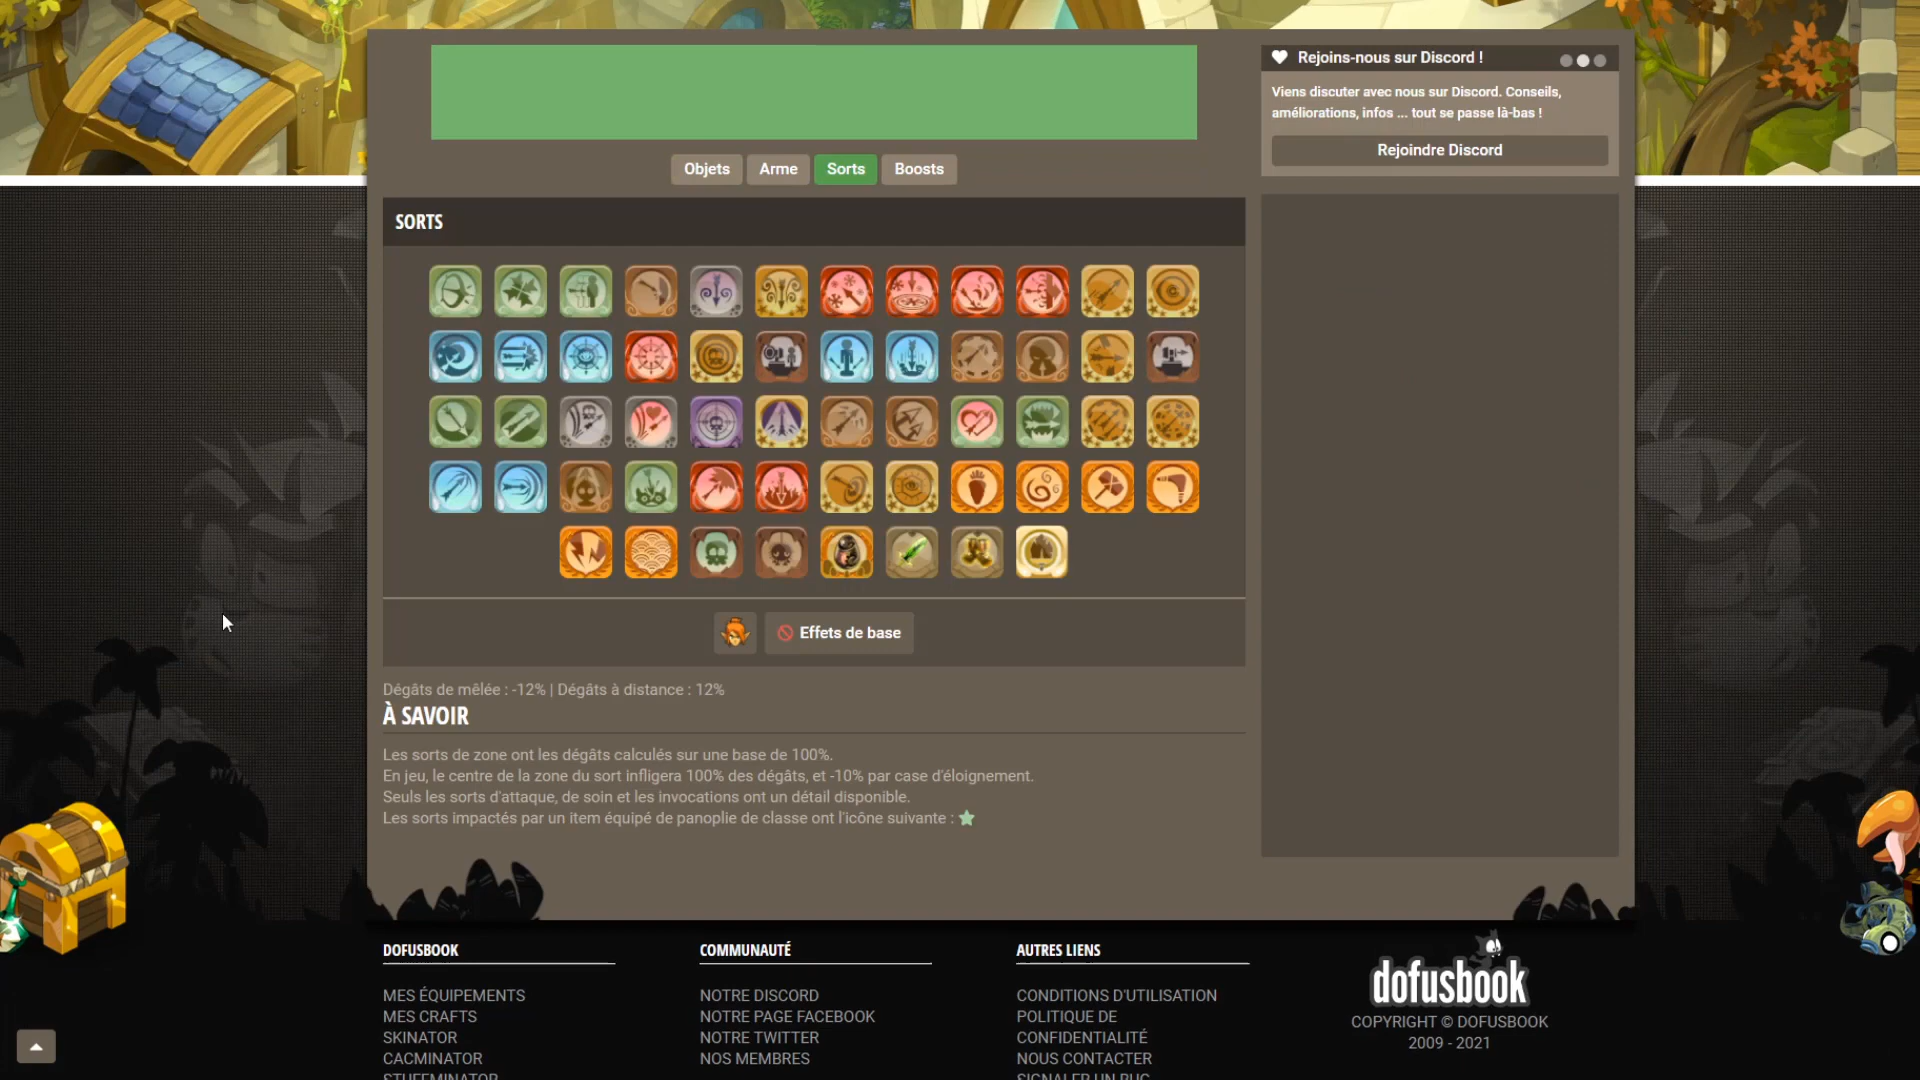 Rejoins-nous sur Discord !
Viens discuter avec nous sur Discord. Conseils,
améliorations, infos ... tout se passe là-bas !
Rejoindre Discord
Objets
Arme
Sorts
Boosts
SORTS
Effets de base
Dégâts de mêlée : -12% | Dégâts à distance : 12%
À SAVOIR
Les sorts de zone ont les dégâts calculés sur une base de 100%.
En jeu, le centre de la zone du sort infligera 100% des dégâts, et -10% par case d'éloignement.
Seuls les sorts d'attaque, de soin et les invocations ont un détail disponible.
Les sorts impactés par un item équipé de panoplie de classe ont l'icône suivante :
DOFUSBOOK
MES ÉQUIPEMENTS
MES CRAFTS
SKINATOR
CACMINATOR
STUFFMINATOR
COMMUNAUTÉ
NOTRE DISCORD
NOTRE PAGE FACEBOOK
NOTRE TWITTER
NOS MEMBRES
AUTRES LIENS
CONDITIONS D'UTILISATION
POLITIQUE DE
CONFIDENTIALITÉ
NOUS CONTACTER
SIGNALER UN BUG
dofusbook
COPYRIGHT © DOFUSBOOK
2009 - 2021